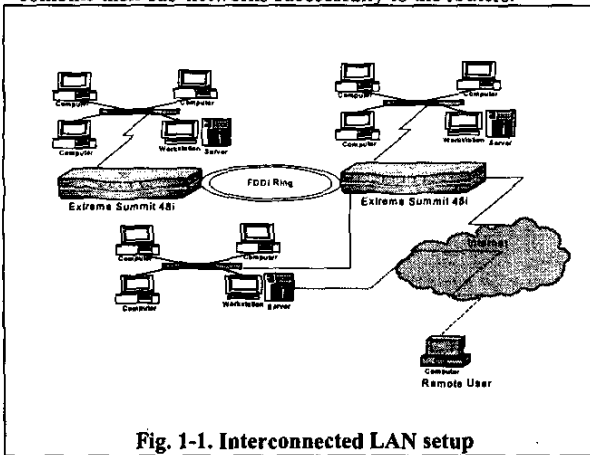 Computer Computer
Computer Workstation Server
Computer Computer
Computer Workstation Server
FDDI Ring
Extreme Summit 48i
Extreme Summit 48i
Computer Computer
Computer Workstation Server
Internet
Computer
Remote User
Fig. 1-1. Interconnected LAN setup